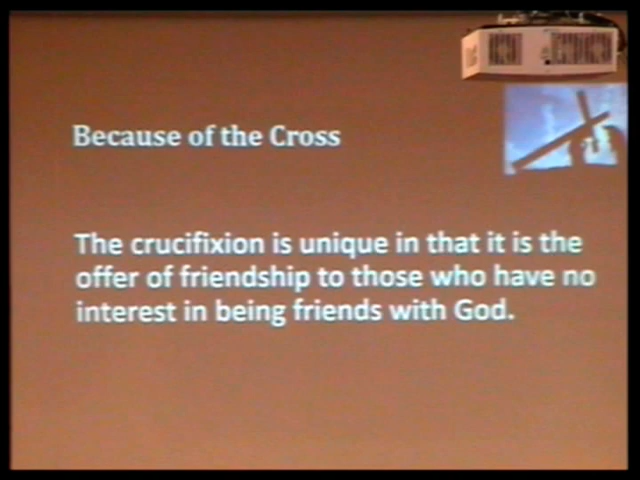 Because of the Cross
The crucifixion is unique in that it is the
offer of friendship to those who have no
interest in being friends with God.